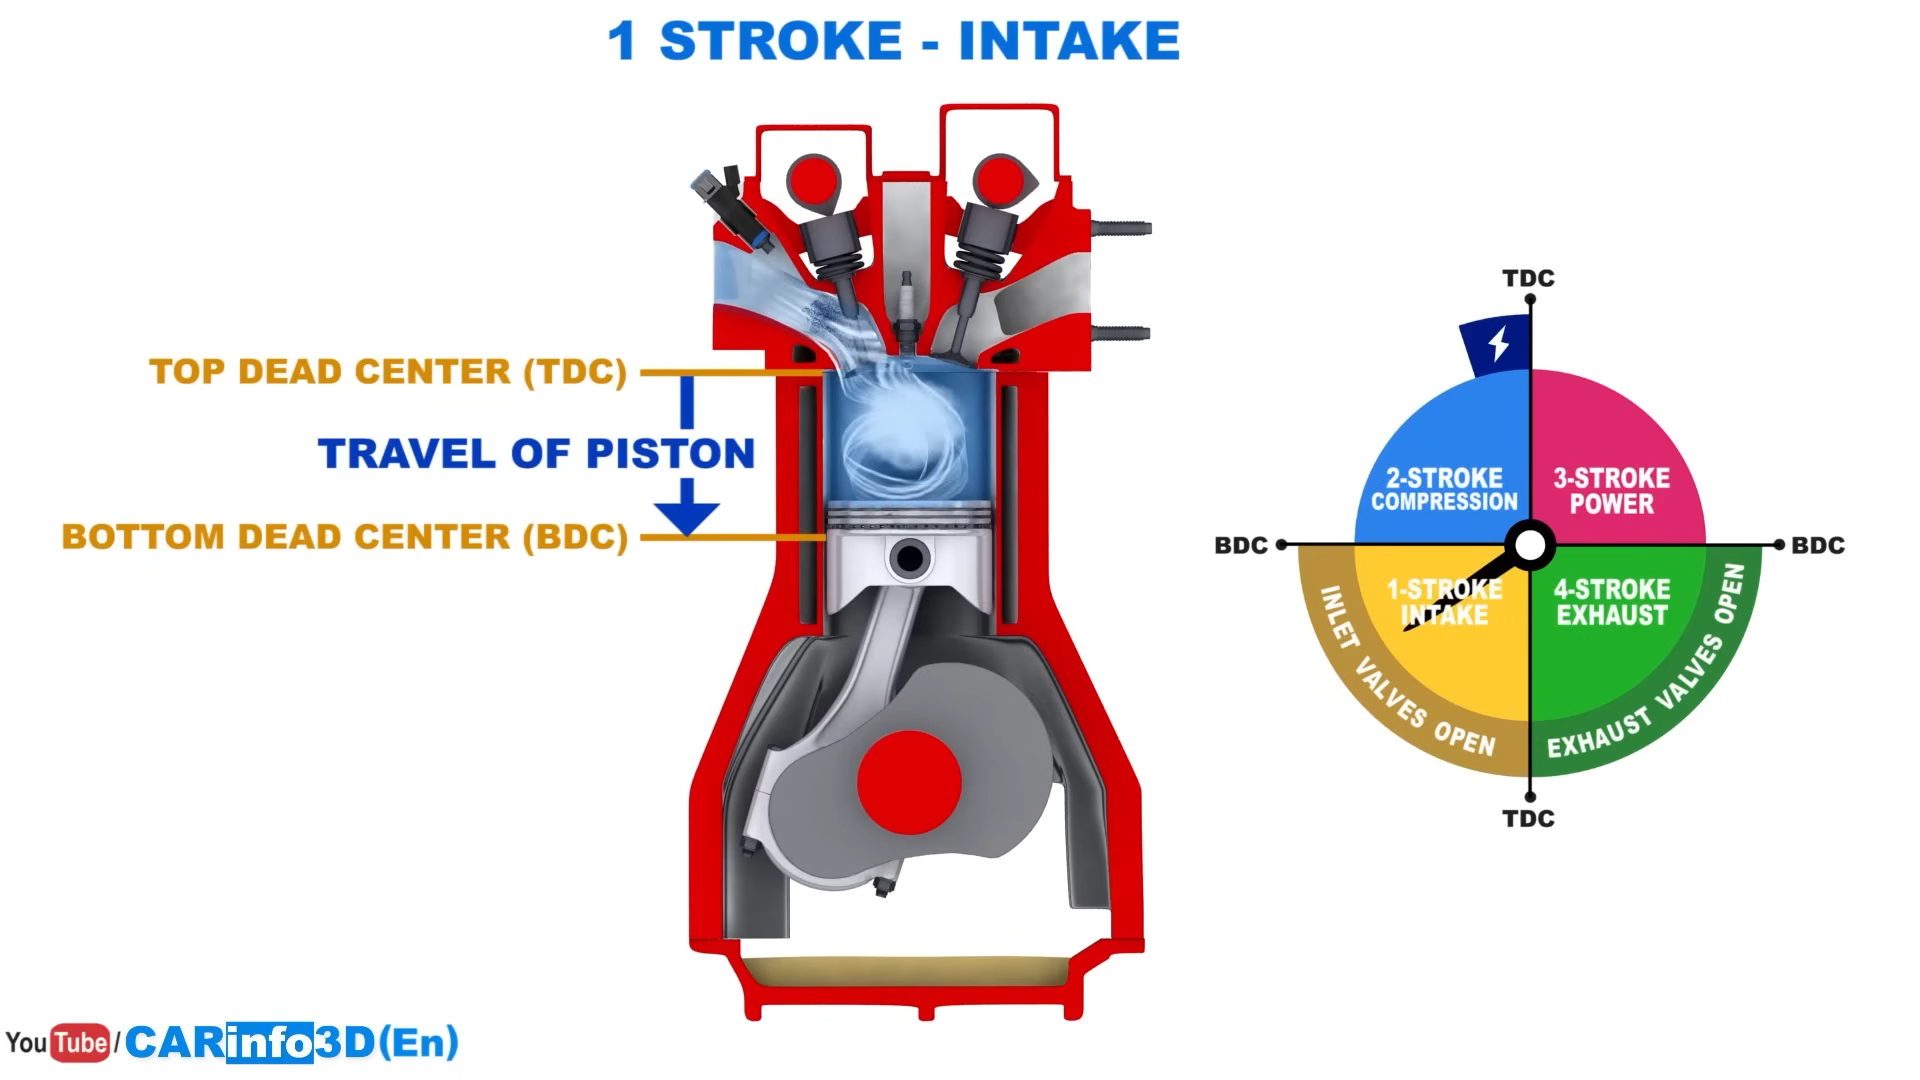 1 STROKE - INTAKE
TOP DEAD CENTER (TDC)
TRAVEL OF PISTON
BOTTOM DEAD CENTER (BDC)
TDC
2-STROKE
COMPRESSION
3-STROKE
POWER
BDC
BDC
1-STROKE
INTAKE
4-STROKE
EXHAUST
INLET VALVES OPEN
EXHAUST VALVES OPEN
TDC
YouTube/CARinfo3D(En)